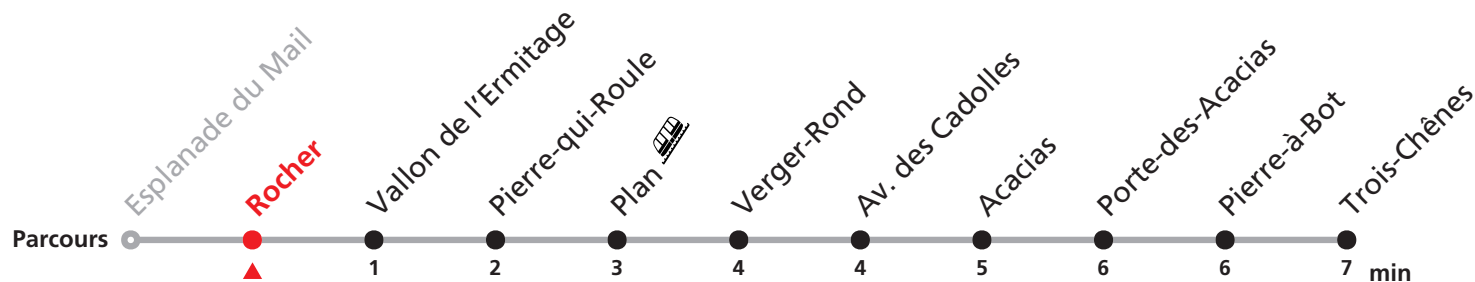 Esplanade du Mail
Rocher
Vallon de l'Ermitage
Pierre-qui-Roule
Plan
Verger-Rond
Av. des Cadolles
Acacias
Porte-des-Acacias
Pierre-à-Bot
Trois-Chênes
Parcours
1 2 3 4 4 5 6 6 7 min